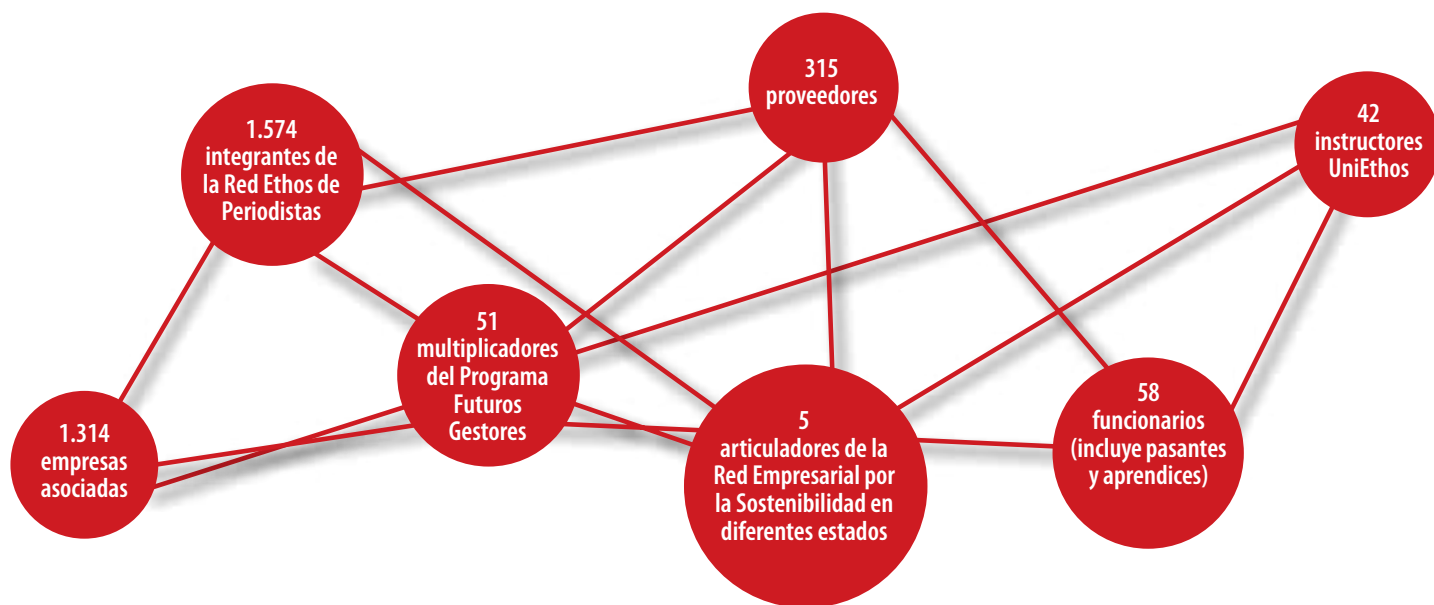 1.574
integrantes de
la Red Ethos de
Periodistas
315
proveedores
42
instructores
UniEthos
51
multiplicadores
del Programa
Futuros
Gestores
1.314
empresas
asociadas
5
articuladores de la
Red Empresarial por
la Sostenibilidad en
diferentes estados
58
funcionarios
(incluye pasantes
y aprendices)